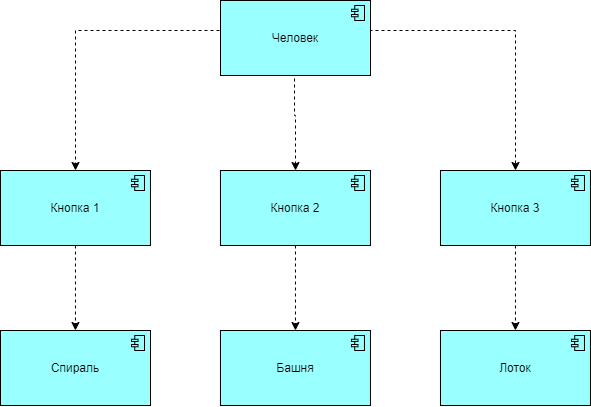 Человек
Кнопка 1
Кнопка 2
Кнопка 3
Спираль
Башня
Лоток